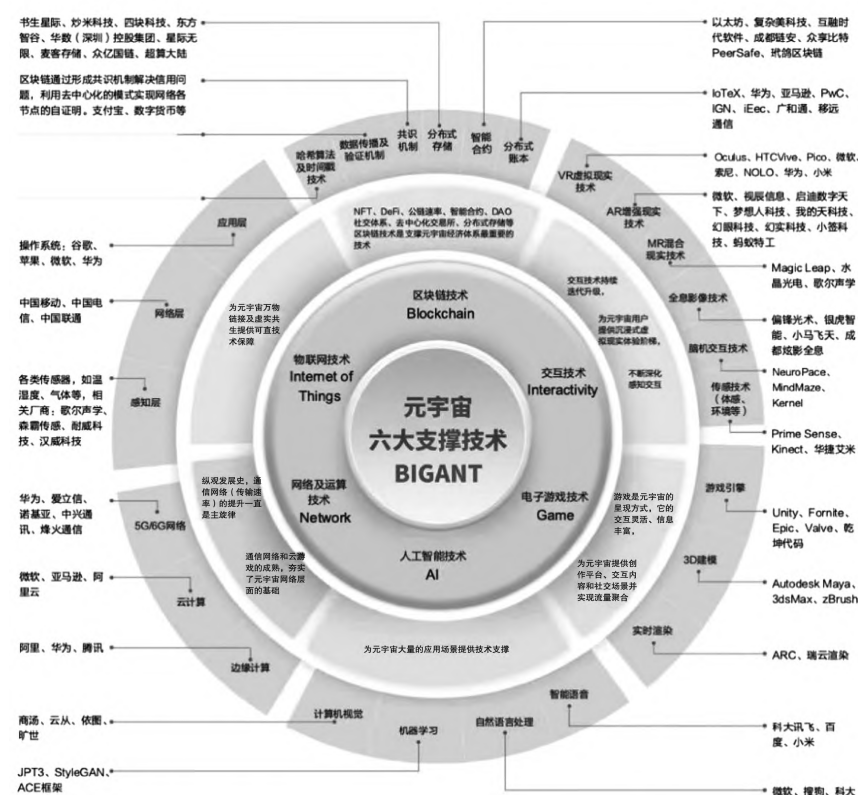 书生星际、炒米科技、四块科技、东方
智谷、华数（深圳）控股集团、星际无
限、麦客存储、众亿国链、超算大陆
区块链通过形成共识机制解决信用问
题，利用去中心化的模式实现网络各
节点的自证明。支付宝、数字货币等
以太坊、复杂美科技、互融时
代软件、成都链安、众享比特
PeerSafe、玳鸽区块链
IoTeX、华为、亚马逊、PwC、
IGN、iEec、广和通、移远
通信
哈希算法
及时间戳
技术
数据传播及
验证机制
共识
机制
分布式
存储
智能
合约
分布式
账本
NFT、DeFi、公链速率、智能合约、DAO
社交体系、去中心化交易所、分布式存储等
区块链技术是支撑元宇宙经济体系最重要的
技术
VR虚拟现实
技术
Oculus、HTCVive、Pico、微软、
索尼、NOLO、华为、小米
AR增强现实
技术
微软、视辰信息、启迪数字天
下、梦想人科技、我的天科技、
幻眼科技、幻实科技、小签科
技、蚂蚁特工
MR混合
现实技术
Magic Leap、水
晶光电、歌尔声学
全息影像技术
偏锋光术、银虎智
能、小马飞天、成
都炫影全息
脑机交互技术
NeuroPace、
MindMaze、
Kernel
传感技术
（体感、
环境等）
Prime Sense、
Kinect、华捷艾米
交互技术持续
迭代升级，
为元宇宙用户
提供沉浸式虚
拟现实体验阶梯，
不断深化
感知交互
应用层
操作系统：谷歌、
苹果、微软、华为
网络层
中国移动、中国电
信、中国联通
感知层
各类传感器，如温
湿度、气体等，相
关厂商：歌尔声学、
森霸传感、耐威科
技、汉威科技
为元宇宙万物
链接及虚实共
生提供可直技
术保障
区块链技术
Blockchain
物联网技术
Internet of
Things
交互技术
Interactivity
元宇宙
六大支撑技术
BIGANT
网络及运算
技术
Network
电子游戏技术
Game
人工智能技术
AI
纵观发展史，通
信网络（传输速
率）的提升一直
是主旋律
通信网络和云游
戏的成熟，夯实
了元宇宙网络层
面的基础
游戏是元宇宙的
呈现方式，它的
交互灵活、信息
丰富，
为元宇宙提供创
作平台、交互内
容和社交场景并
实现流量聚合
为元宇宙大量的应用场景提供技术支撑
5G/6G网络
华为、爱立信、
诺基亚、中兴通
讯、烽火通信
云计算
微软、亚马逊、阿
里云
边缘计算
阿里、华为、腾讯
游戏引擎
Unity、Fornite、
Epic、Valve、乾
坤代码
3D建模
Autodesk Maya、
3dsMax、zBrush
实时渲染
ARC、瑞云渲染
计算机视觉
商汤、云从、依图、
旷世
机器学习
JPT3、StyleGAN、
ACE框架
自然语言处理
微软、搜狗、科大
智能语音
科大讯飞、百
度、小米